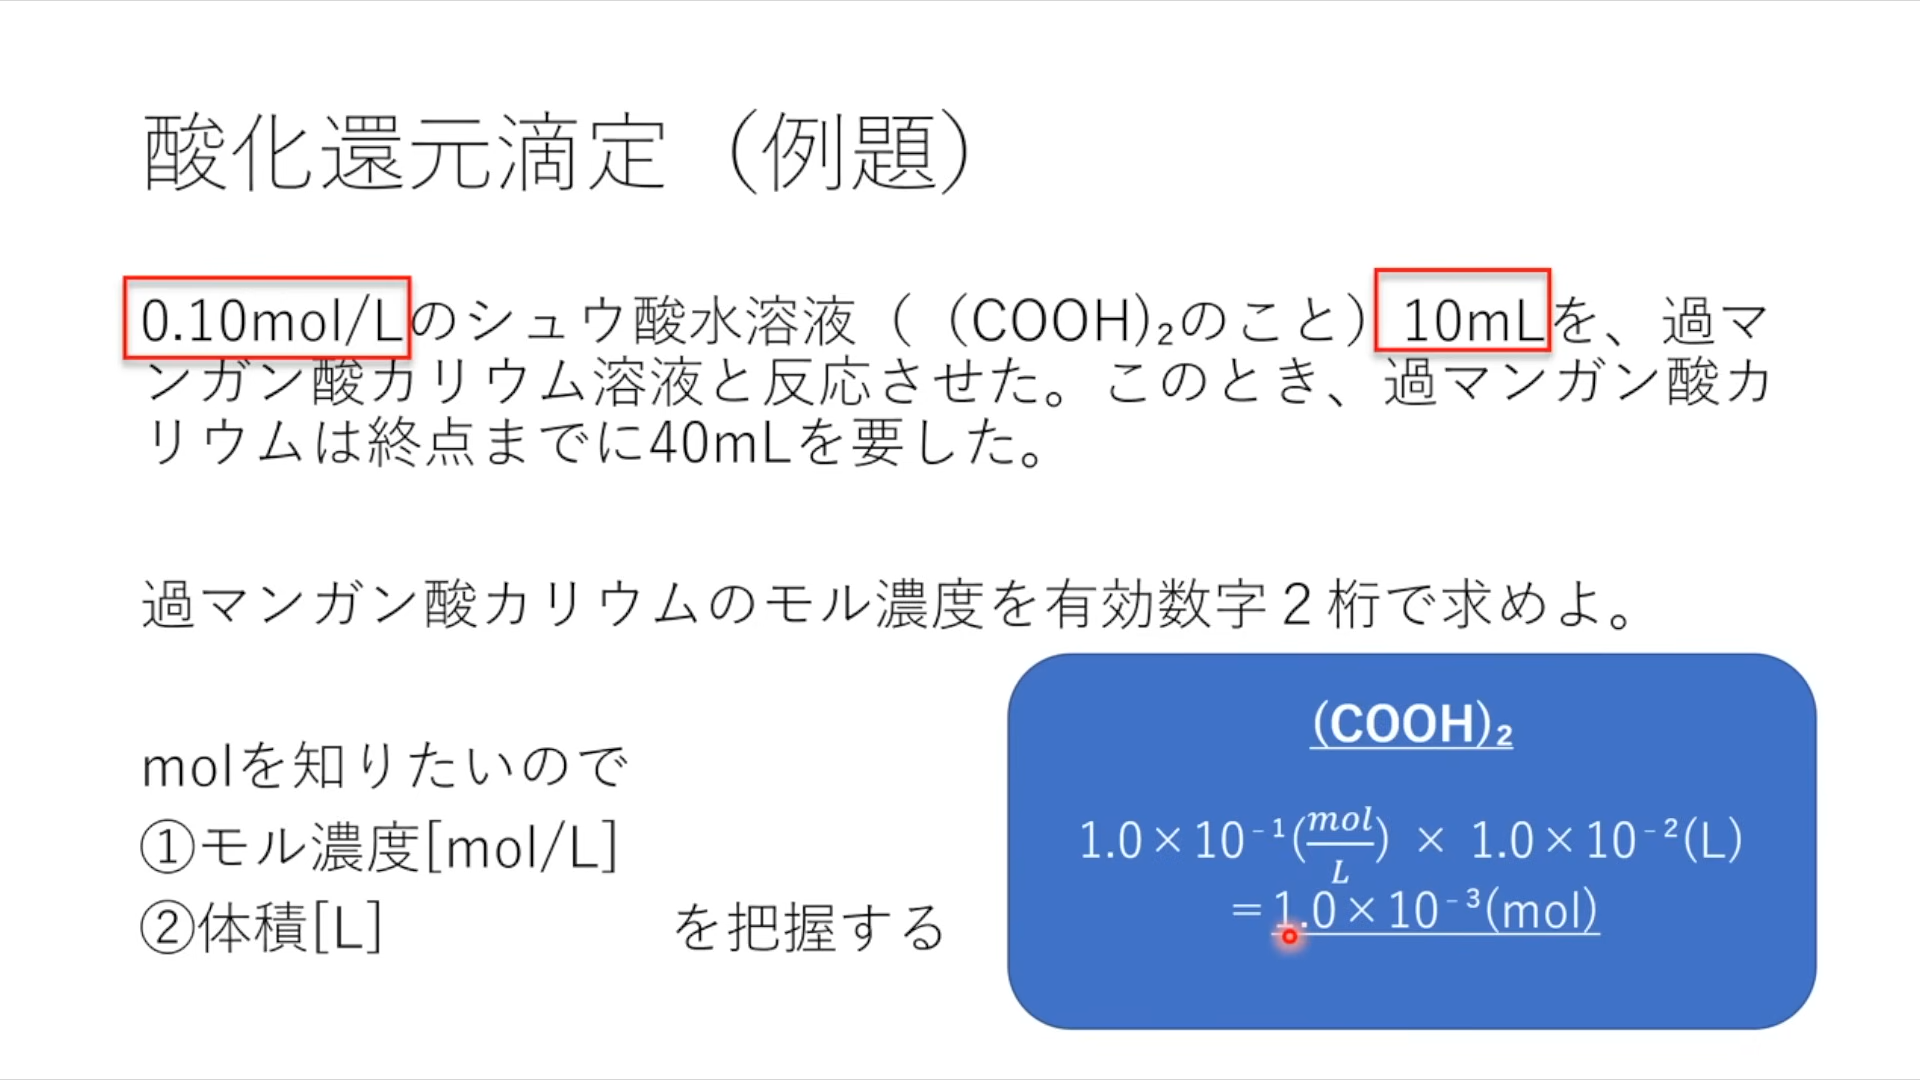 酸化還元滴定（例題）
0.10mol/Lのシュウ酸水溶液（（COOH)₂のこと）10mLを、過マ
ンガン酸カリウム溶液と反応させた。このとき、過マンガン酸カ
リウムは終点までに40mLを要した。
過マンガン酸カリウムのモル濃度を有効数字２桁で求めよ。
molを知りたいので
①モル濃度[mol/L]
②体積[L] を把握する
(COOH)₂
1.0×10⁻¹(mol/L) × 1.0×10⁻²(L)
＝1.0×10⁻³(mol)